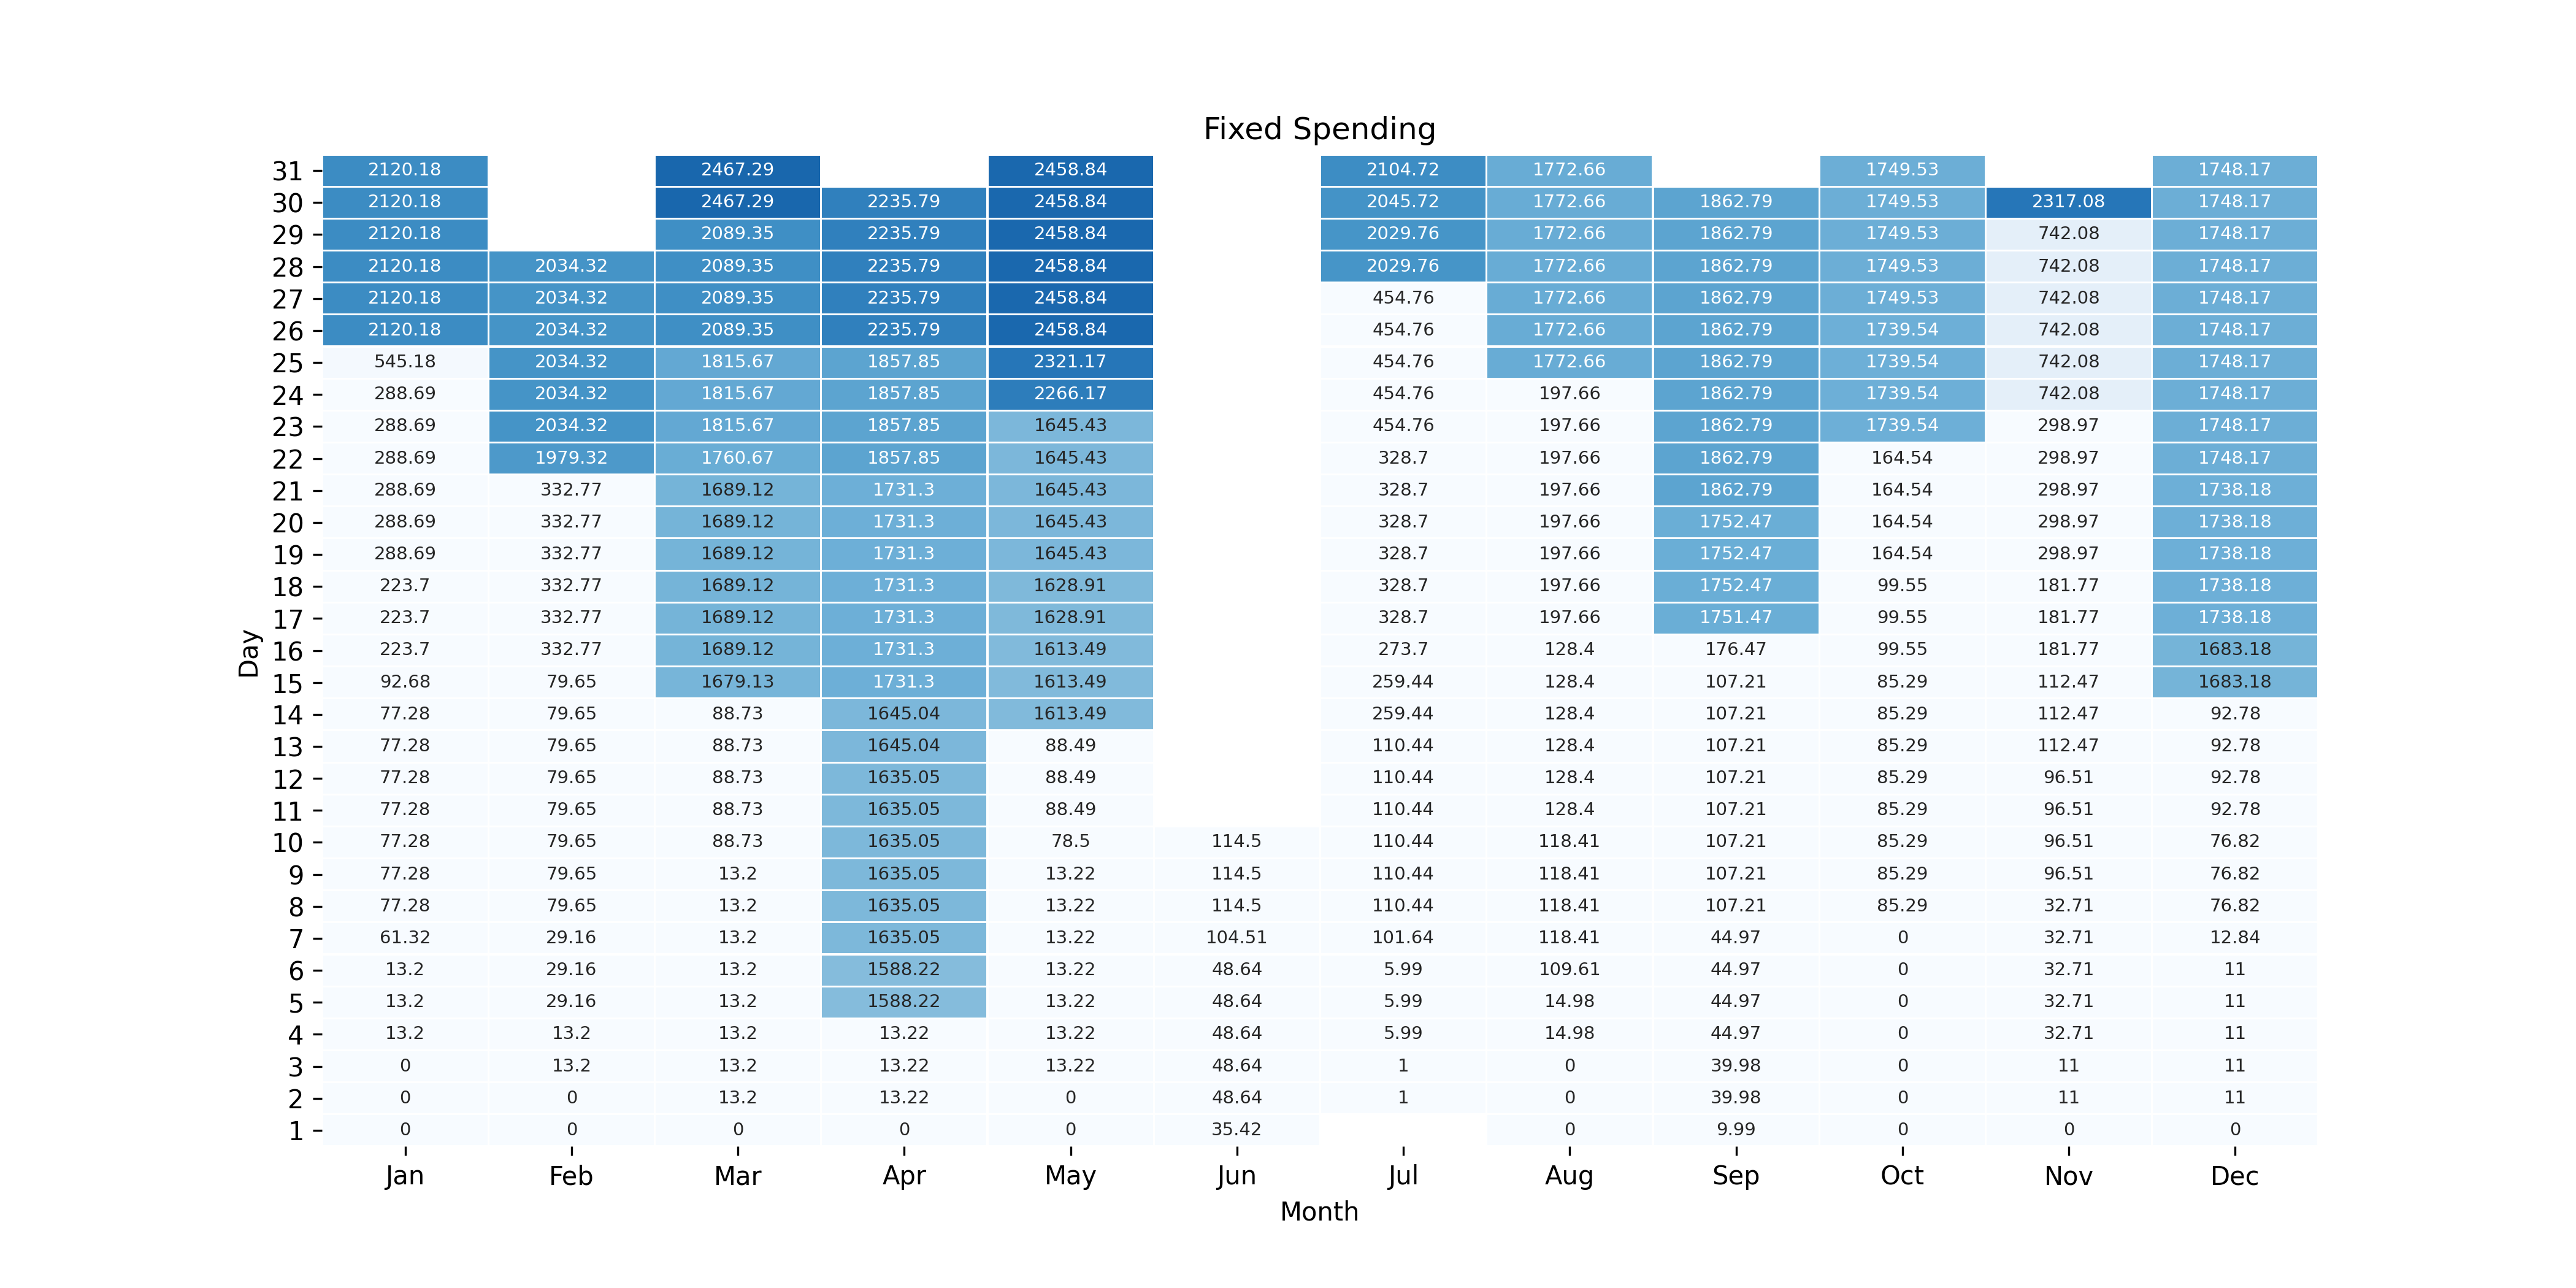 Fixed Spending
31 2120.18 2467.29 2458.84 2104.72 1772.66 1749.53 1748.17
30 2120.18 2467.29 2235.79 2458.84 2045.72 1772.66 1862.79 1749.53 2317.08 1748.17
29 2120.18 2089.35 2235.79 2458.84 2029.76 1772.66 1862.79 1749.53 742.08 1748.17
28 2120.18 2034.32 2089.35 2235.79 2458.84 2029.76 1772.66 1862.79 1749.53 742.08 1748.17
27 2120.18 2034.32 2089.35 2235.79 2458.84 454.76 1772.66 1862.79 1749.53 742.08 1748.17
26 2120.18 2034.32 2089.35 2235.79 2458.84 454.76 1772.66 1862.79 1739.54 742.08 1748.17
25 545.18 2034.32 1815.67 1857.85 2321.17 454.76 1772.66 1862.79 1739.54 742.08 1748.17
24 288.69 2034.32 1815.67 1857.85 2266.17 454.76 197.66 1862.79 1739.54 742.08 1748.17
23 288.69 2034.32 1815.67 1857.85 1645.43 454.76 197.66 1862.79 1739.54 298.97 1748.17
22 288.69 1979.32 1760.67 1857.85 1645.43 328.7 197.66 1862.79 164.54 298.97 1748.17
21 288.69 332.77 1689.12 1731.3 1645.43 328.7 197.66 1862.79 164.54 298.97 1738.18
20 288.69 332.77 1689.12 1731.3 1645.43 328.7 197.66 1752.47 164.54 298.97 1738.18
19 288.69 332.77 1689.12 1731.3 1645.43 328.7 197.66 1752.47 164.54 298.97 1738.18
18 223.7 332.77 1689.12 1731.3 1628.91 328.7 197.66 1752.47 99.55 181.77 1738.18
17 223.7 332.77 1689.12 1731.3 1628.91 328.7 197.66 1751.47 99.55 181.77 1738.18
16 223.7 332.77 1689.12 1731.3 1613.49 273.7 128.4 176.47 99.55 181.77 1683.18
15 92.68 79.65 1679.13 1731.3 1613.49 259.44 128.4 107.21 85.29 112.47 1683.18
14 77.28 79.65 88.73 1645.04 1613.49 259.44 128.4 107.21 85.29 112.47 92.78
13 77.28 79.65 88.73 1645.04 88.49 110.44 128.4 107.21 85.29 112.47 92.78
12 77.28 79.65 88.73 1635.05 88.49 110.44 128.4 107.21 85.29 96.51 92.78
11 77.28 79.65 88.73 1635.05 88.49 110.44 128.4 107.21 85.29 96.51 92.78
10 77.28 79.65 88.73 1635.05 78.5 114.5 110.44 118.41 107.21 85.29 96.51 76.82
9 77.28 79.65 13.2 1635.05 13.22 114.5 110.44 118.41 107.21 85.29 96.51 76.82
8 77.28 79.65 13.2 1635.05 13.22 114.5 110.44 118.41 107.21 85.29 32.71 76.82
7 61.32 29.16 13.2 1635.05 13.22 104.51 101.64 118.41 44.97 0 32.71 12.84
6 13.2 29.16 13.2 1588.22 13.22 48.64 5.99 109.61 44.97 0 32.71 11
5 13.2 29.16 13.2 1588.22 13.22 48.64 5.99 14.98 44.97 0 32.71 11
4 13.2 13.2 13.2 13.22 13.22 48.64 5.99 14.98 44.97 0 32.71 11
3 0 13.2 13.2 13.22 13.22 48.64 1 0 39.98 0 11 11
2 0 0 13.2 13.22 0 48.64 1 0 39.98 0 11 11
1 0 0 0 0 0 35.42 0 9.99 0 0 0
Jan Feb Mar Apr May Jun Jul Aug Sep Oct Nov Dec
Month
Day